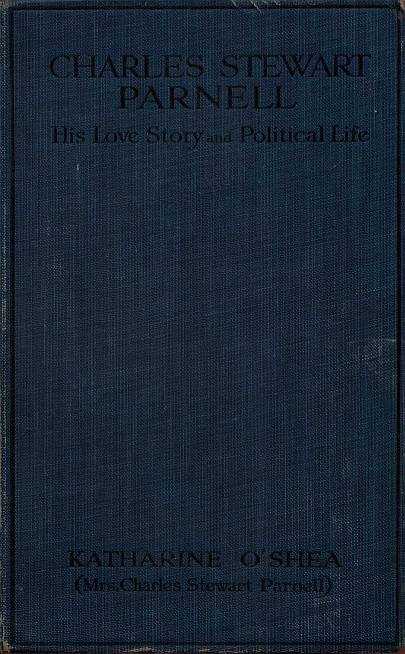 CHARLES STEWART
PARNELL
His Love Story and Political Life
KATHARINE O'SHEA
(Mrs. Charles Stewart Parnell)